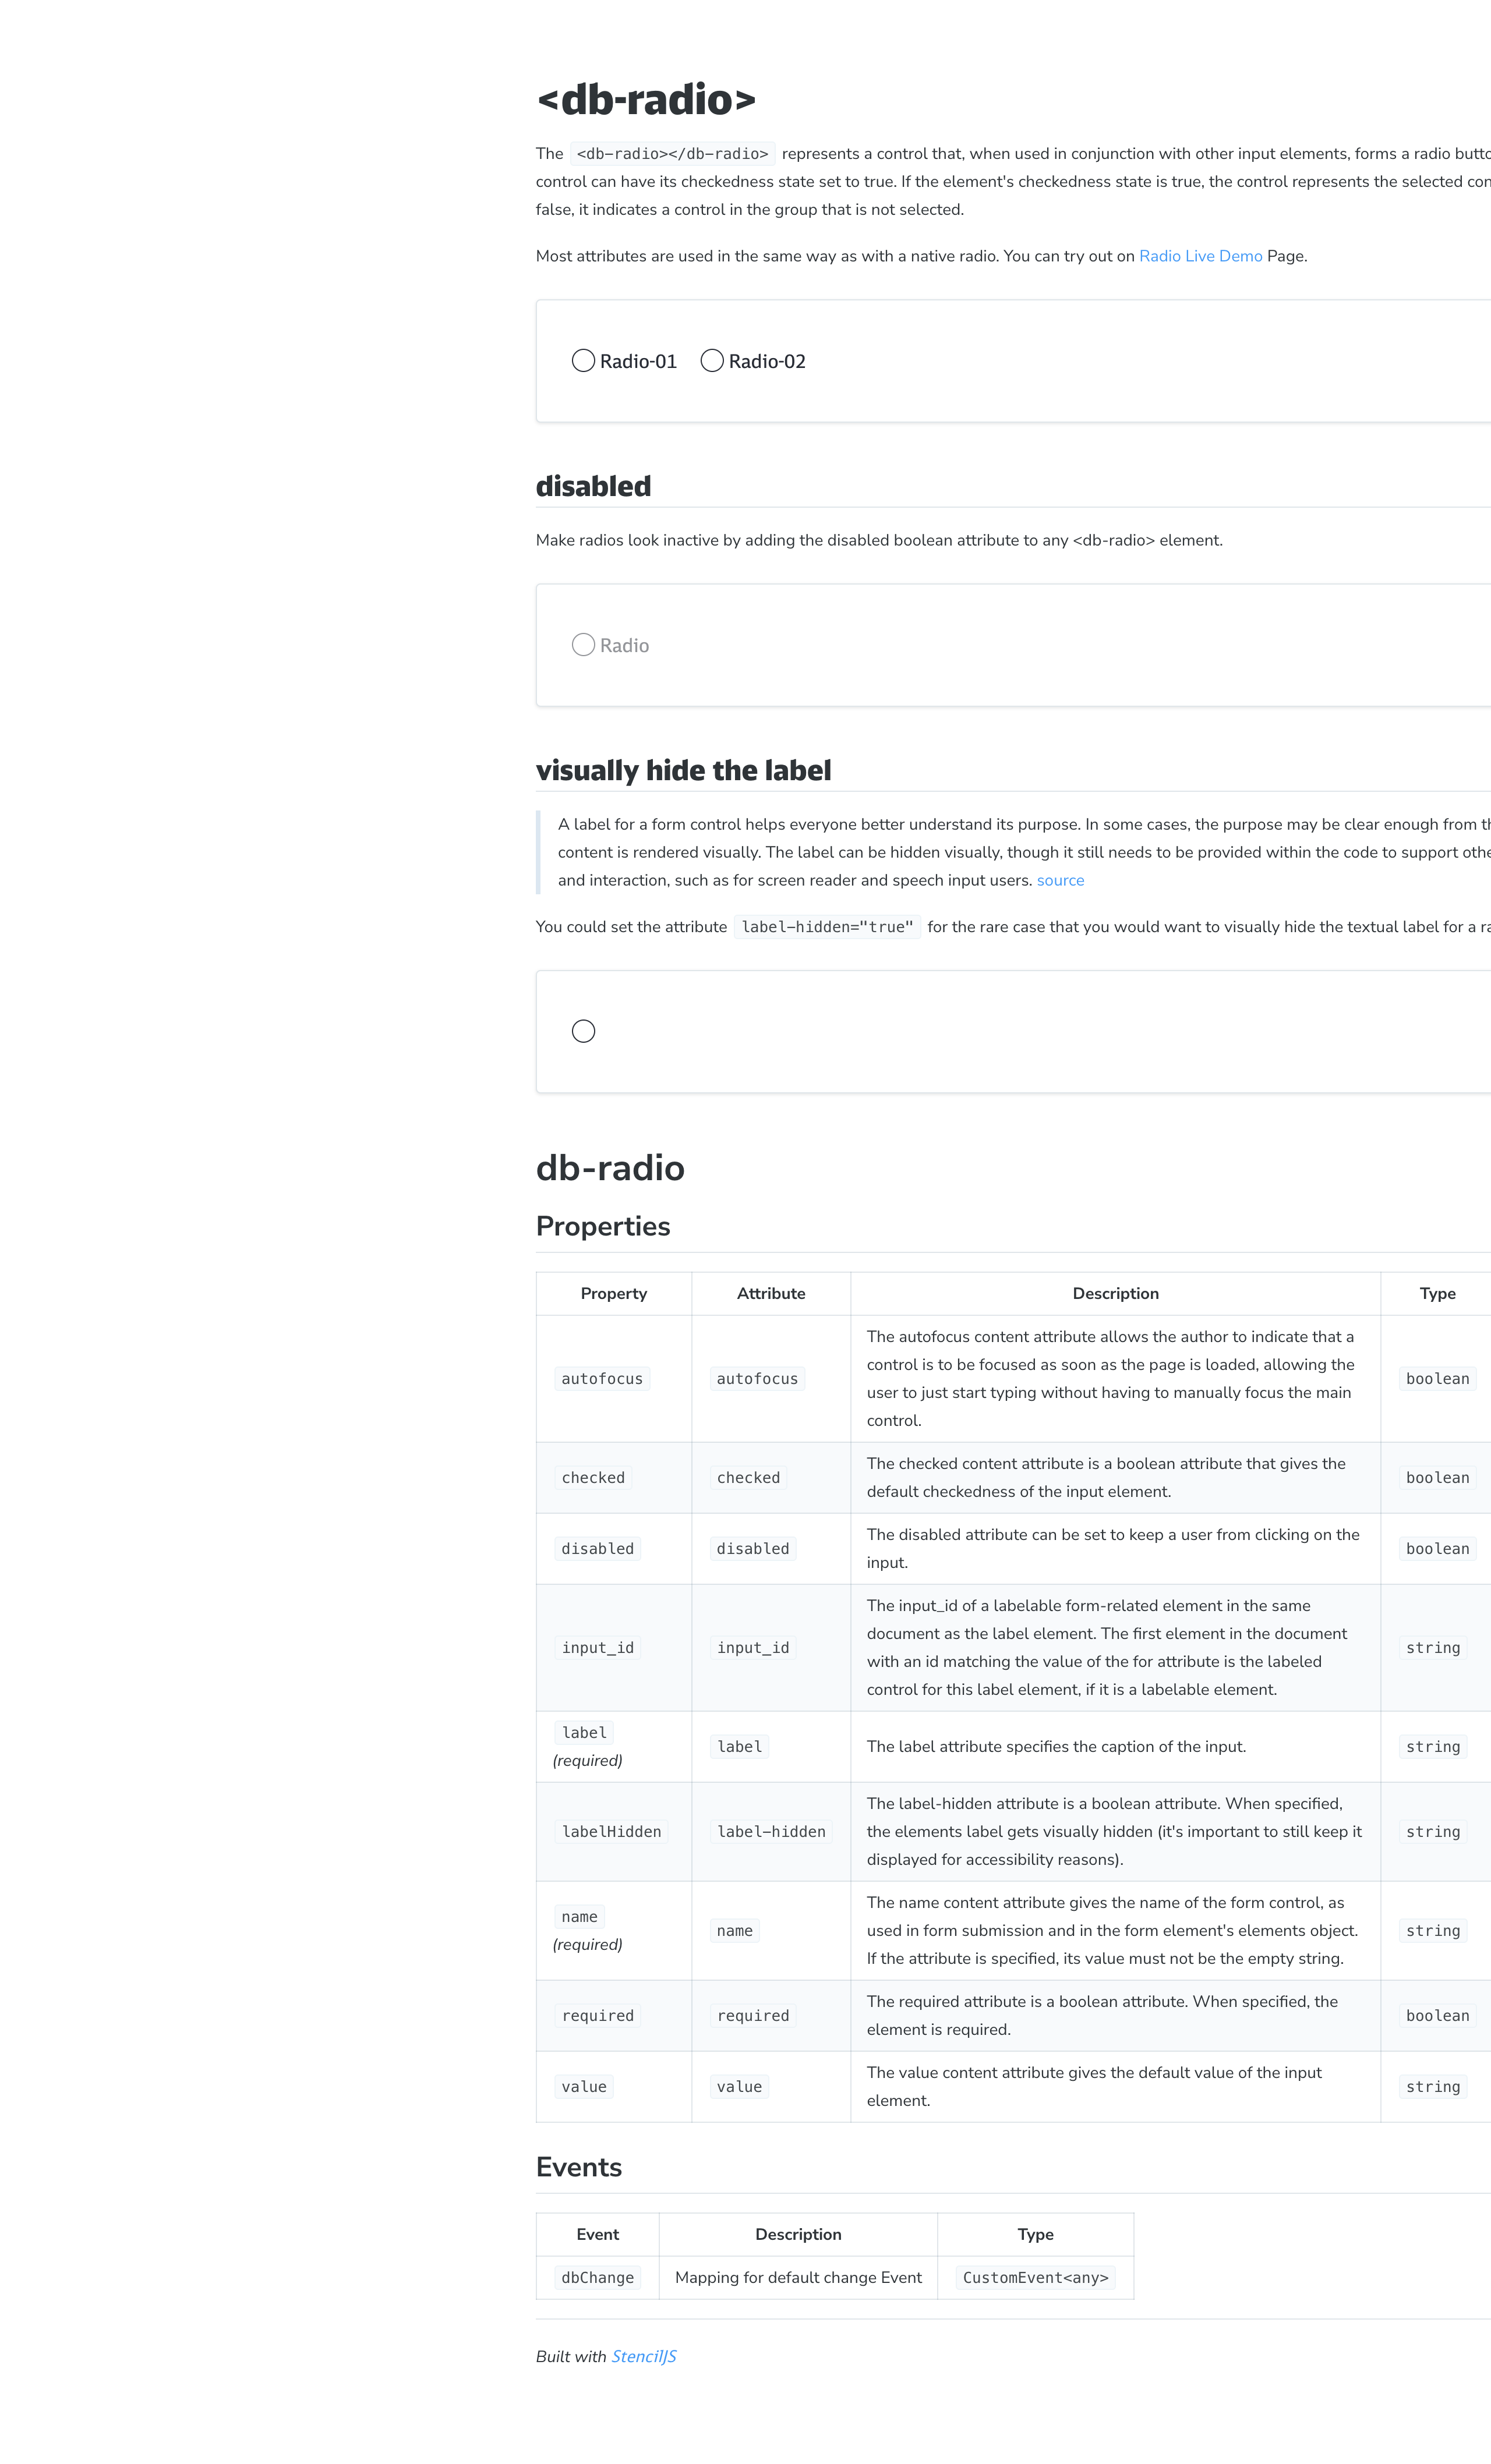 <db-radio>
The <db-radio></db-radio> represents a control that, when used in conjunction with other input elements, forms a radio
control can have its checkedness state set to true. If the element's checkedness state is true, the control represents the selected
false, it indicates a control in the group that is not selected.
Most attributes are used in the same way as with a native radio. You can try out on Radio Live Demo Page.
Radio-01 Radio-02
disabled
Make radios look inactive by adding the disabled boolean attribute to any <db-radio> element.
Radio
visually hide the label
A label for a form control helps everyone better understand its purpose. In some cases, the purpose may be clear enough from
content is rendered visually. The label can be hidden visually, though it still needs to be provided within the code to support
and interaction, such as for screen reader and speech input users. source
You could set the attribute label-hidden="true" for the rare case that you would want to visually hide the textual label for a
db-radio
Properties
Property Attribute Description Type
autofocus autofocus The autofocus content attribute allows the author to indicate that a
control is to be focused as soon as the page is loaded, allowing the
user to just start typing without having to manually focus the main
control. boolean
checked checked The checked content attribute is a boolean attribute that gives the
default checkedness of the input element. boolean
disabled disabled The disabled attribute can be set to keep a user from clicking on the
input. boolean
input_id input_id The input_id of a labelable form-related element in the same
document as the label element. The first element in the document
with an id matching the value of the for attribute is the labeled
control for this label element, if it is a labelable element. string
label
(required) label The label attribute specifies the caption of the input. string
labelHidden label-hidden The label-hidden attribute is a boolean attribute. When specified,
the elements label gets visually hidden (it's important to still keep it
displayed for accessibility reasons). string
name
(required) name The name content attribute gives the name of the form control, as
used in form submission and in the form element's elements object.
If the attribute is specified, its value must not be the empty string. string
required required The required attribute is a boolean attribute. When specified, the
element is required. boolean
value value The value content attribute gives the default value of the input
element. string
Events
Event Description Type
dbChange Mapping for default change Event CustomEvent<any>
Built with StencilJS